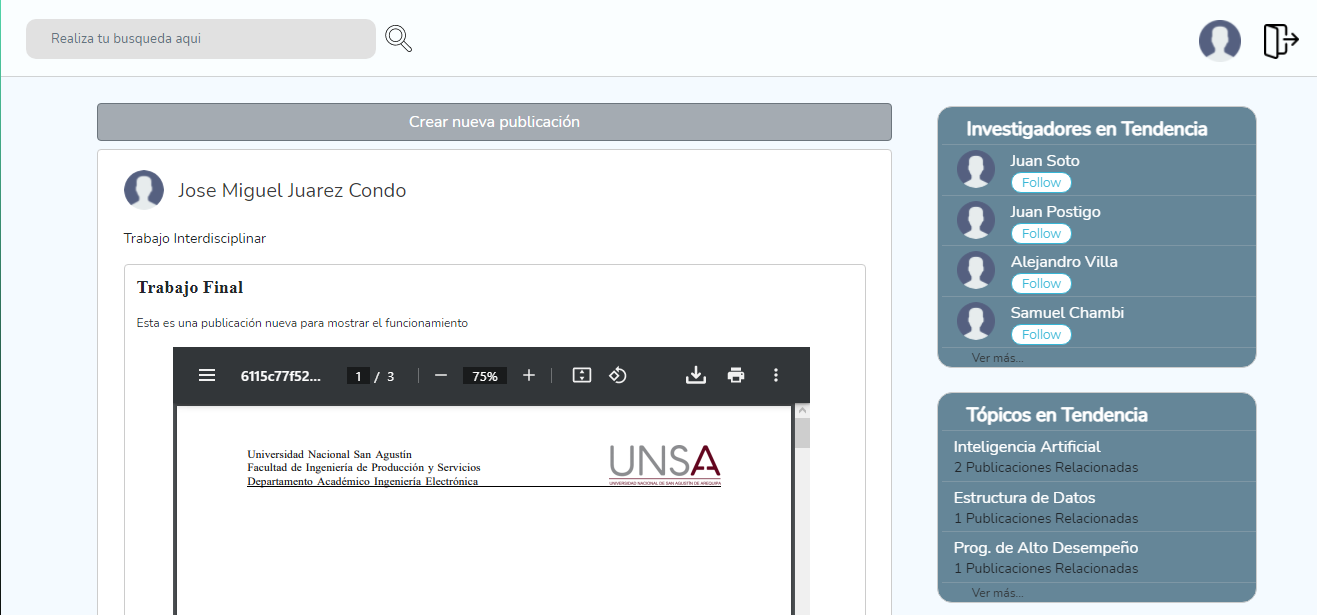 Realiza tu busqueda aqui
Crear nueva publicación
Jose Miguel Juarez Condo
Trabajo Interdisciplinar
Trabajo Final
Esta es una publicación nueva para mostrar el funcionamiento
6115c77f52...
1 / 3
75%
Universidad Nacional San Agustín
Facultad de Ingeniería de Producción y Servicios
Departamento Académico Ingeniería Electrónica
UNSA
UNIVERSIDAD NACIONAL DE SAN AGUSTÍN DE AREQUIPA
Investigadores en Tendencia
Juan Soto
Follow
Juan Postigo
Follow
Alejandro Villa
Follow
Samuel Chambi
Follow
Ver más...
Tópicos en Tendencia
Inteligencia Artificial
2 Publicaciones Relacionadas
Estructura de Datos
1 Publicaciones Relacionadas
Prog. de Alto Desempeño
1 Publicaciones Relacionadas
Ver más...